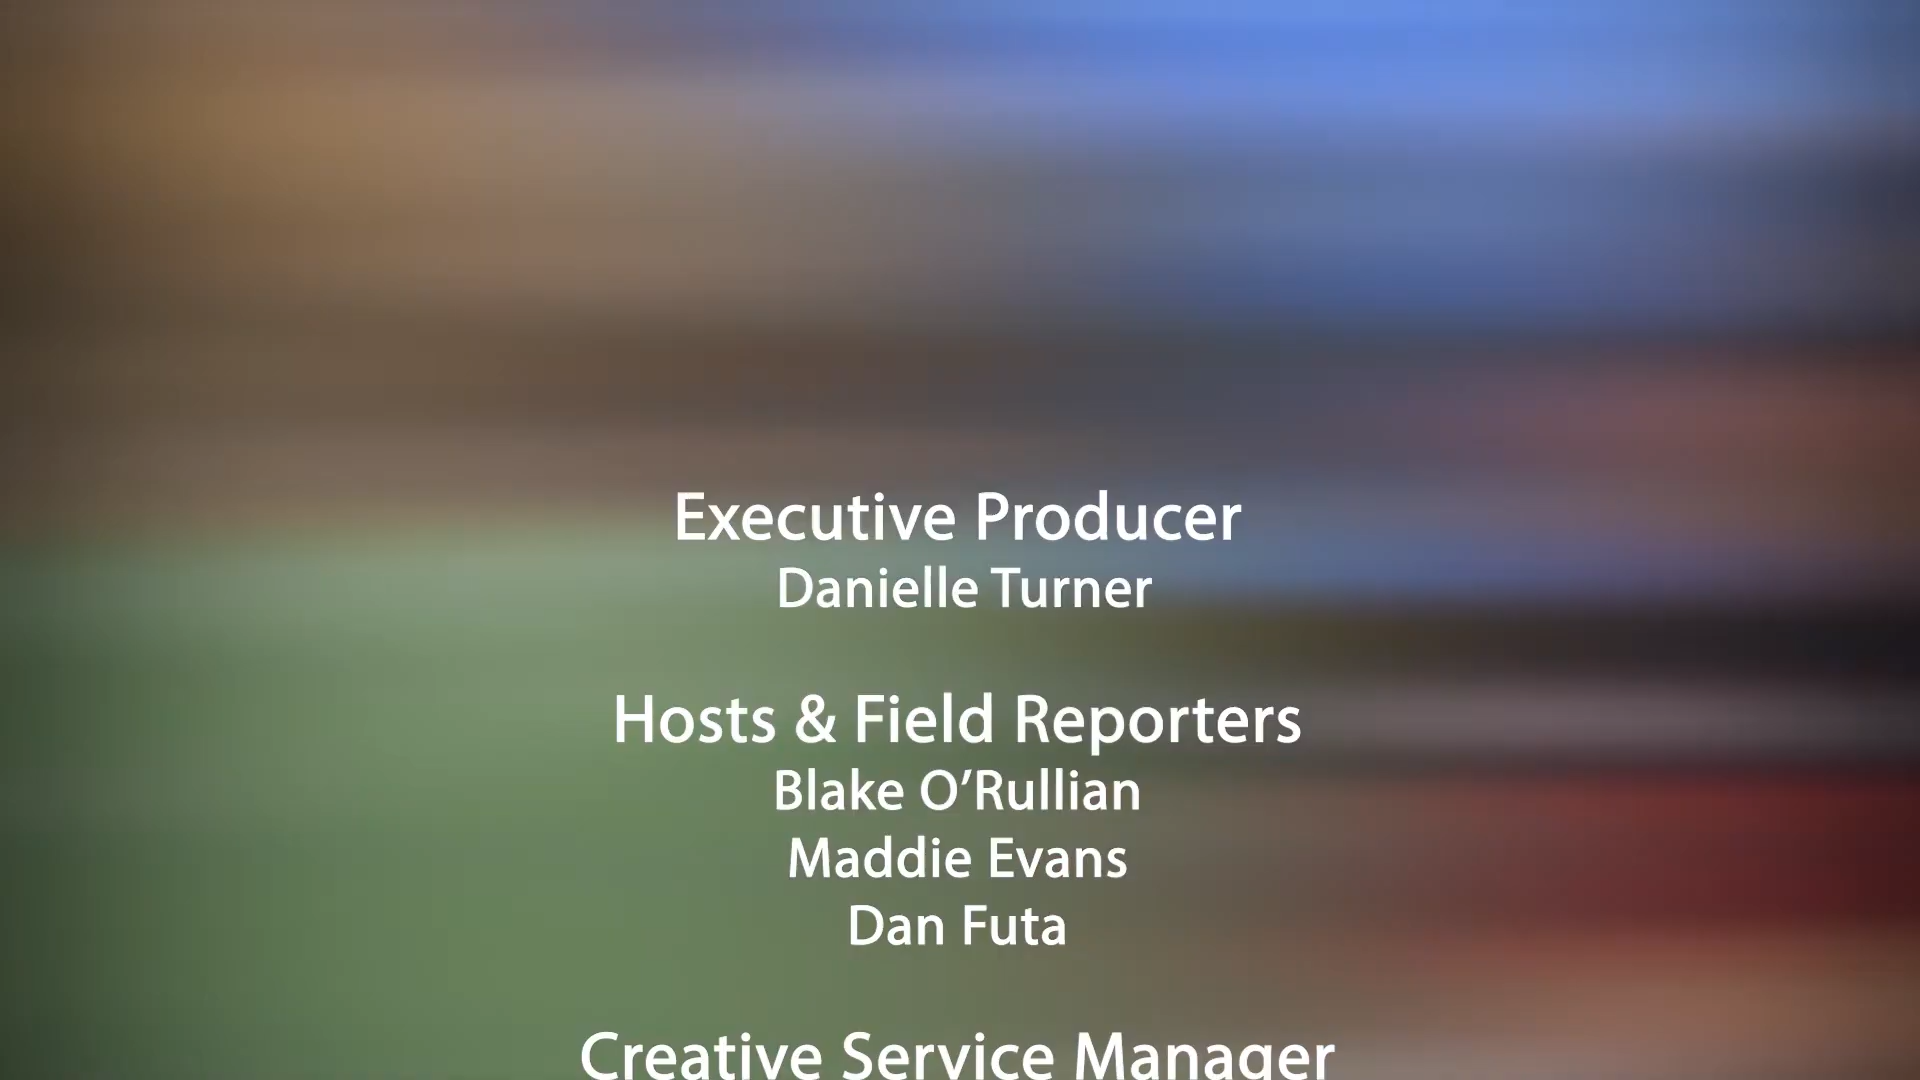 Executive Producer
Danielle Turner
Hosts & Field Reporters
Blake O’Rullian
Maddie Evans
Dan Futa
Creative Service Manager